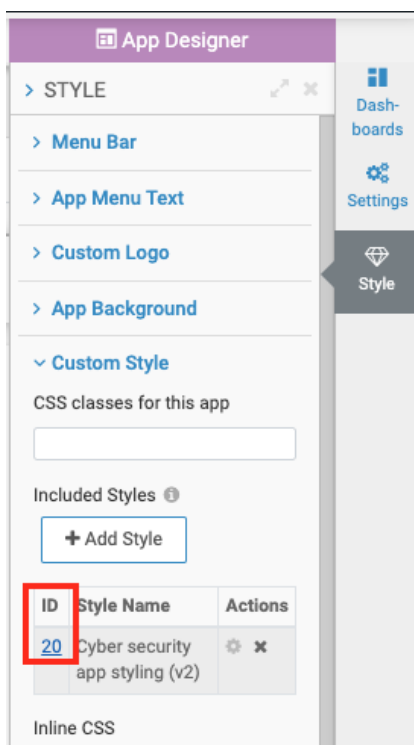 App Designer
STYLE
Dash-
boards
Menu Bar
Settings
App Menu Text
Custom Logo
Style
App Background
Custom Style
CSS classes for this app
Included Styles
+ Add Style
ID Style Name Actions
20 Cyber security
app styling (v2)
Inline CSS